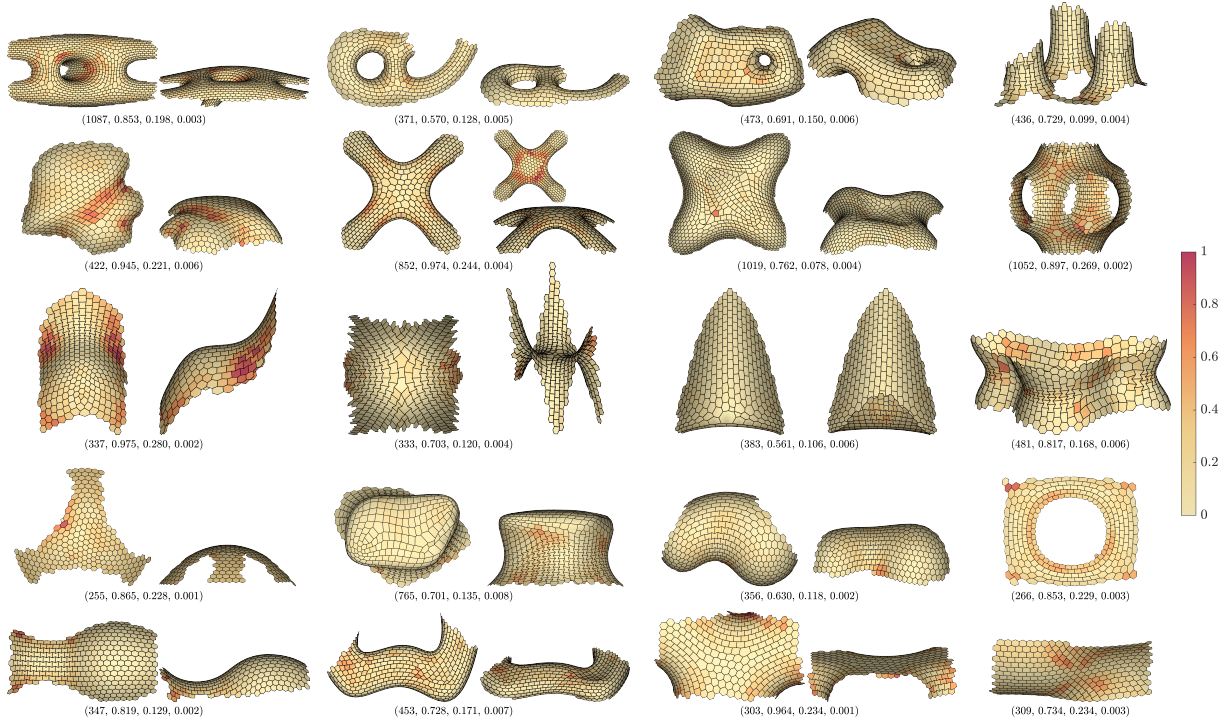 (1087, 0.853, 0.198, 0.003)
(371, 0.570, 0.128, 0.005)
(473, 0.691, 0.150, 0.006)
(436, 0.729, 0.099, 0.004)
(422, 0.945, 0.221, 0.006)
(852, 0.974, 0.244, 0.004)
(1019, 0.762, 0.078, 0.004)
(1052, 0.897, 0.269, 0.002)
1
0.8
0.6
0.4
0.2
0
(337, 0.975, 0.280, 0.002)
(333, 0.703, 0.120, 0.004)
(383, 0.561, 0.106, 0.006)
(481, 0.817, 0.168, 0.006)
(255, 0.865, 0.228, 0.001)
(765, 0.701, 0.135, 0.008)
(356, 0.630, 0.118, 0.002)
(266, 0.853, 0.229, 0.003)
(347, 0.819, 0.129, 0.002)
(453, 0.728, 0.171, 0.007)
(303, 0.964, 0.234, 0.001)
(309, 0.734, 0.234, 0.003)